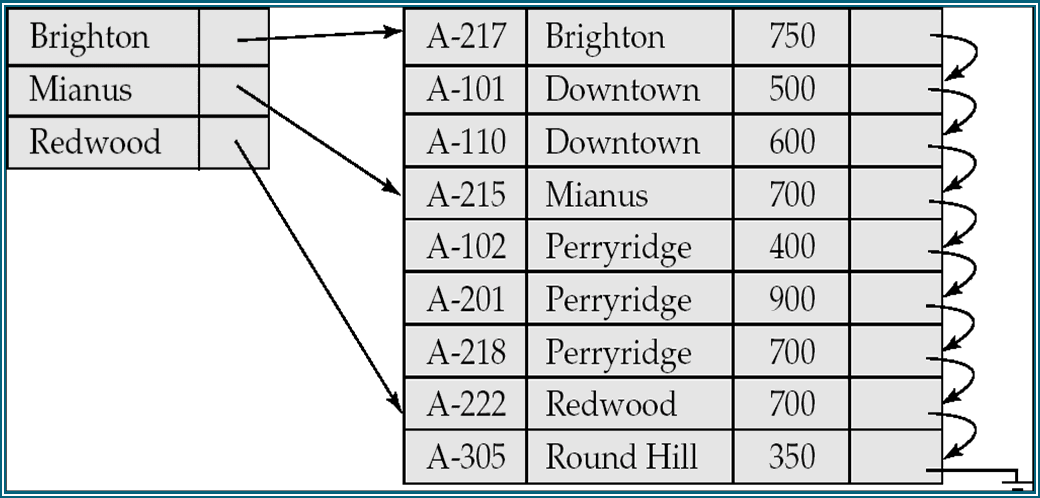 Brighton
Mianus
Redwood
A-217 Brighton 750
A-101 Downtown 500
A-110 Downtown 600
A-215 Mianus 700
A-102 Perryridge 400
A-201 Perryridge 900
A-218 Perryridge 700
A-222 Redwood 700
A-305 Round Hill 350